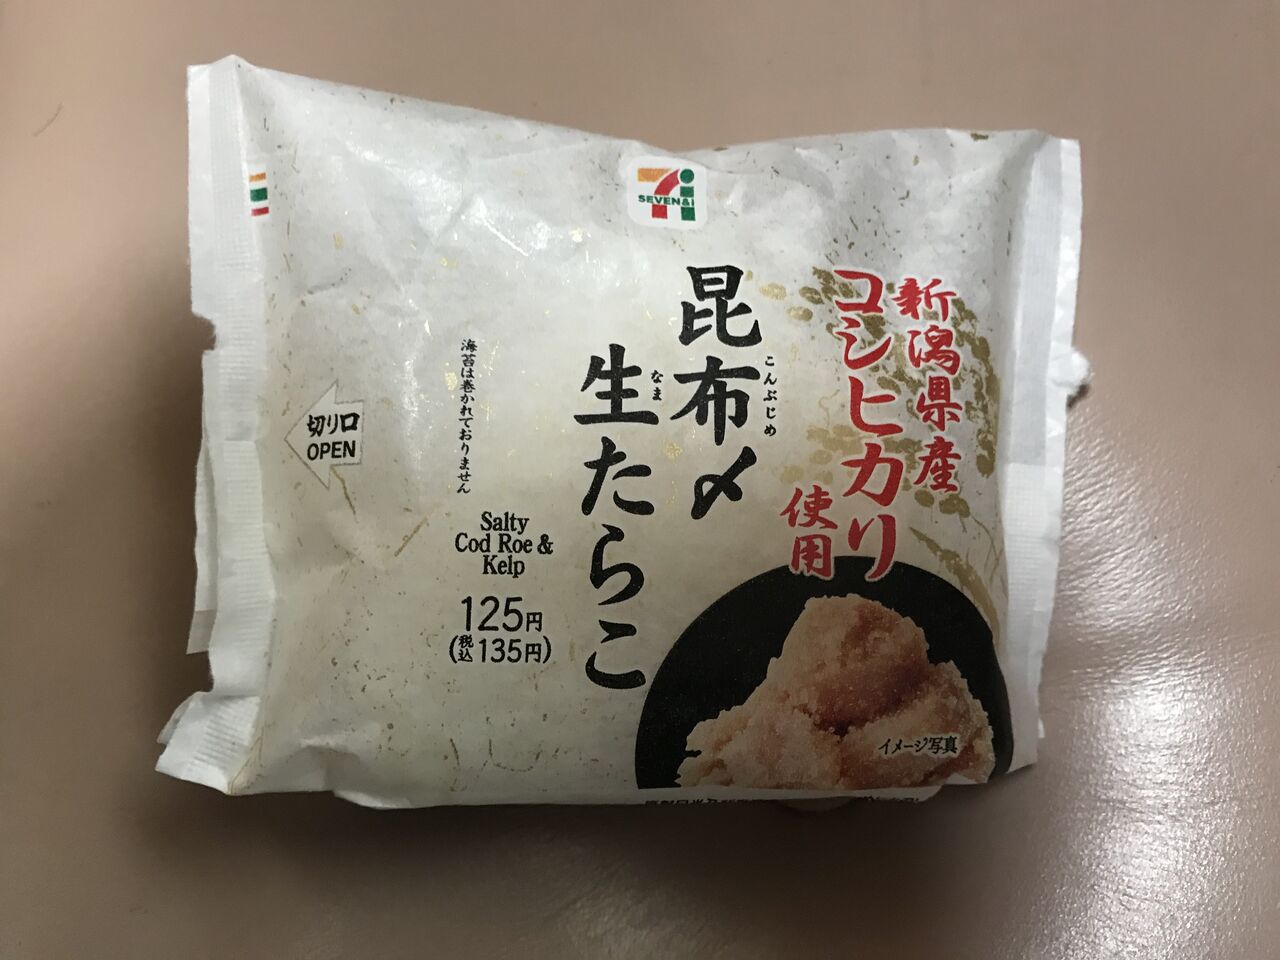 SEVEN&i
新潟県産
コシヒカリ
使用
昆布〆
こんぶじめ
生たらこ
なま
海苔は巻かれておりません
切り口
OPEN
Salty
Cod Roe &
Kelp
125円
(税込135円)
イメージ写真